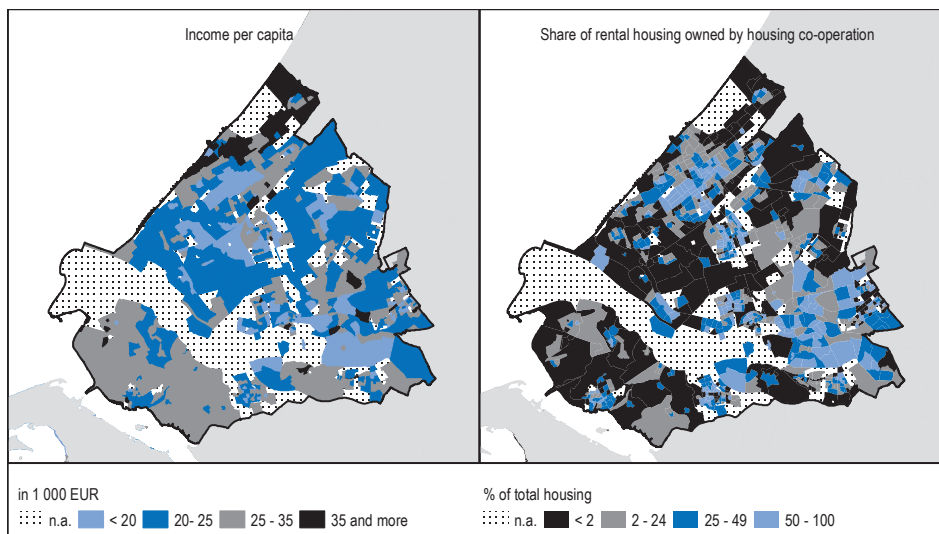 Income per capita
Share of rental housing owned by housing co-operation
in 1 000 EUR
n.a. < 20 20- 25 25 - 35 35 and more
% of total housing
n.a. < 2 2 - 24 25 - 49 50 - 100